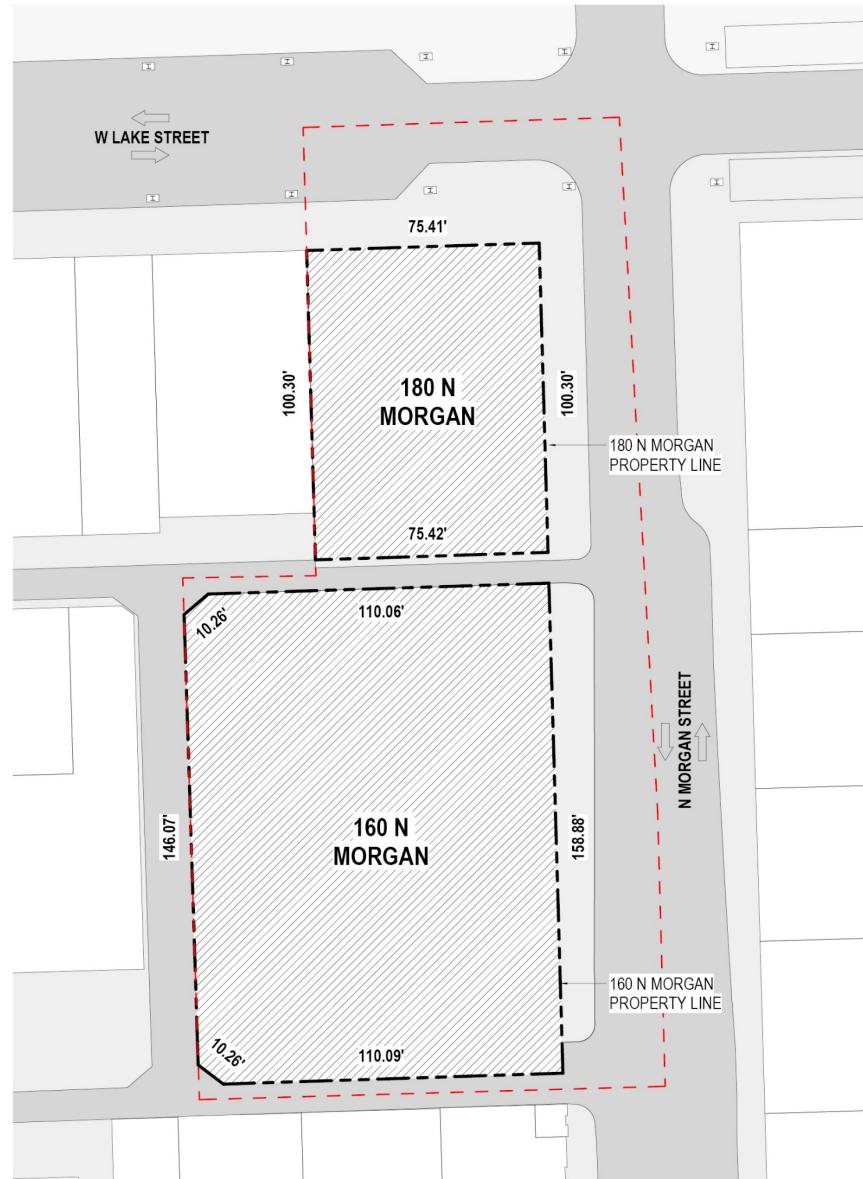 W LAKE STREET
75.41'
100.30'
180 N
MORGAN
100.30'
180 N MORGAN
PROPERTY LINE
75.42'
10.26'
110.06'
N MORGAN STREET
146.07'
160 N
MORGAN
158.88'
160 N MORGAN
PROPERTY LINE
10.26'
110.09'